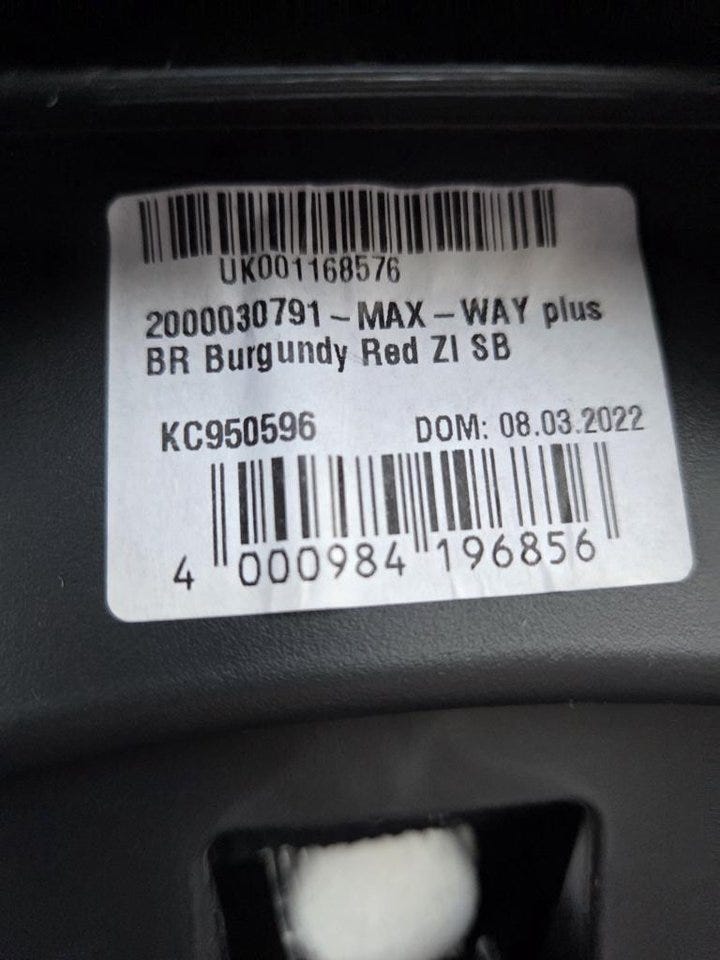 UK001168576
2000030791-MAX-WAY plus
BR Burgundy Red ZI SB
KC950596 DOM: 08.03.2022
4 000984 196856